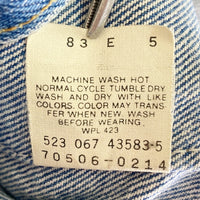 83 E 5
MACHINE WASH HOT
NORMAL CYCLE TUMBLE DRY
WASH AND DRY WITH LIKE
COLORS. COLOR MAY TRANS-
FER WHEN NEW. WASH
BEFORE WEARING.
WPL 423
523 067 43583-5
70506-0214